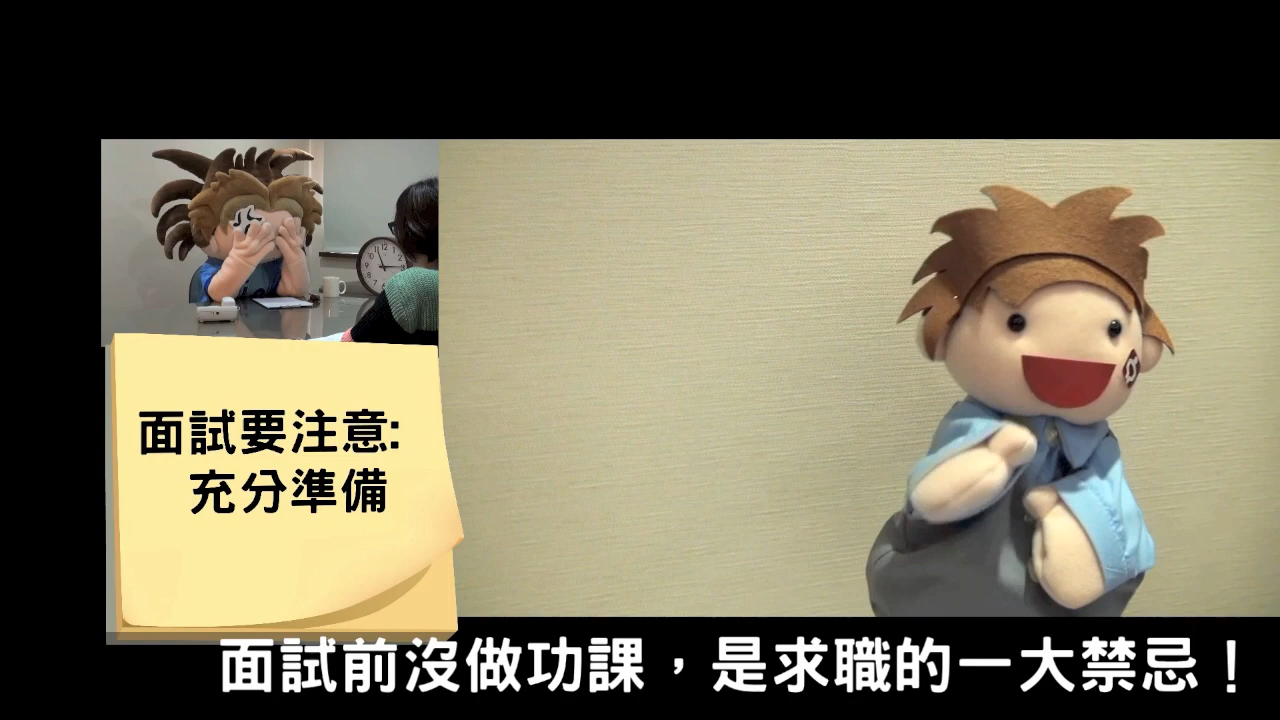 面試要注意:
充分準備
面試前沒做功課，是求職的一大禁忌！